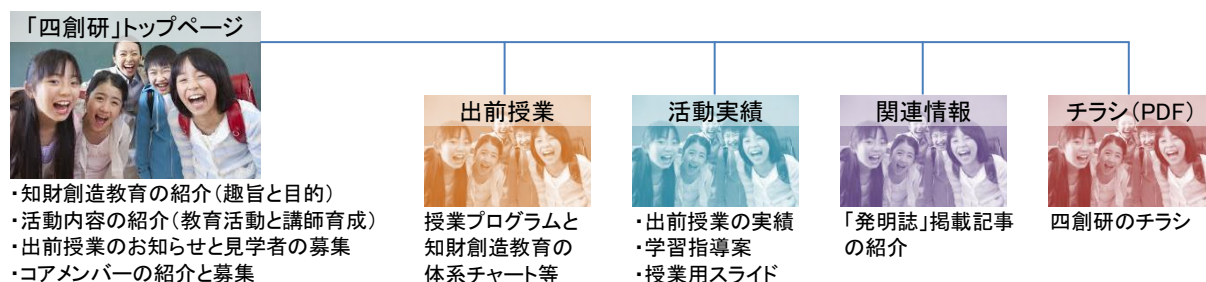 「四創研」トップページ
・知財創造教育の紹介（趣旨と目的）
・活動内容の紹介（教育活動と講師育成）
・出前授業のお知らせと見学者の募集
・コアメンバーの紹介と募集
出前授業
授業プログラムと
知財創造教育の
体系チャート等
活動実績
・出前授業の実績
・学習指導案
・授業用スライド
関連情報
「発明誌」掲載記事
の紹介
チラシ（PDF）
四創研のチラシ